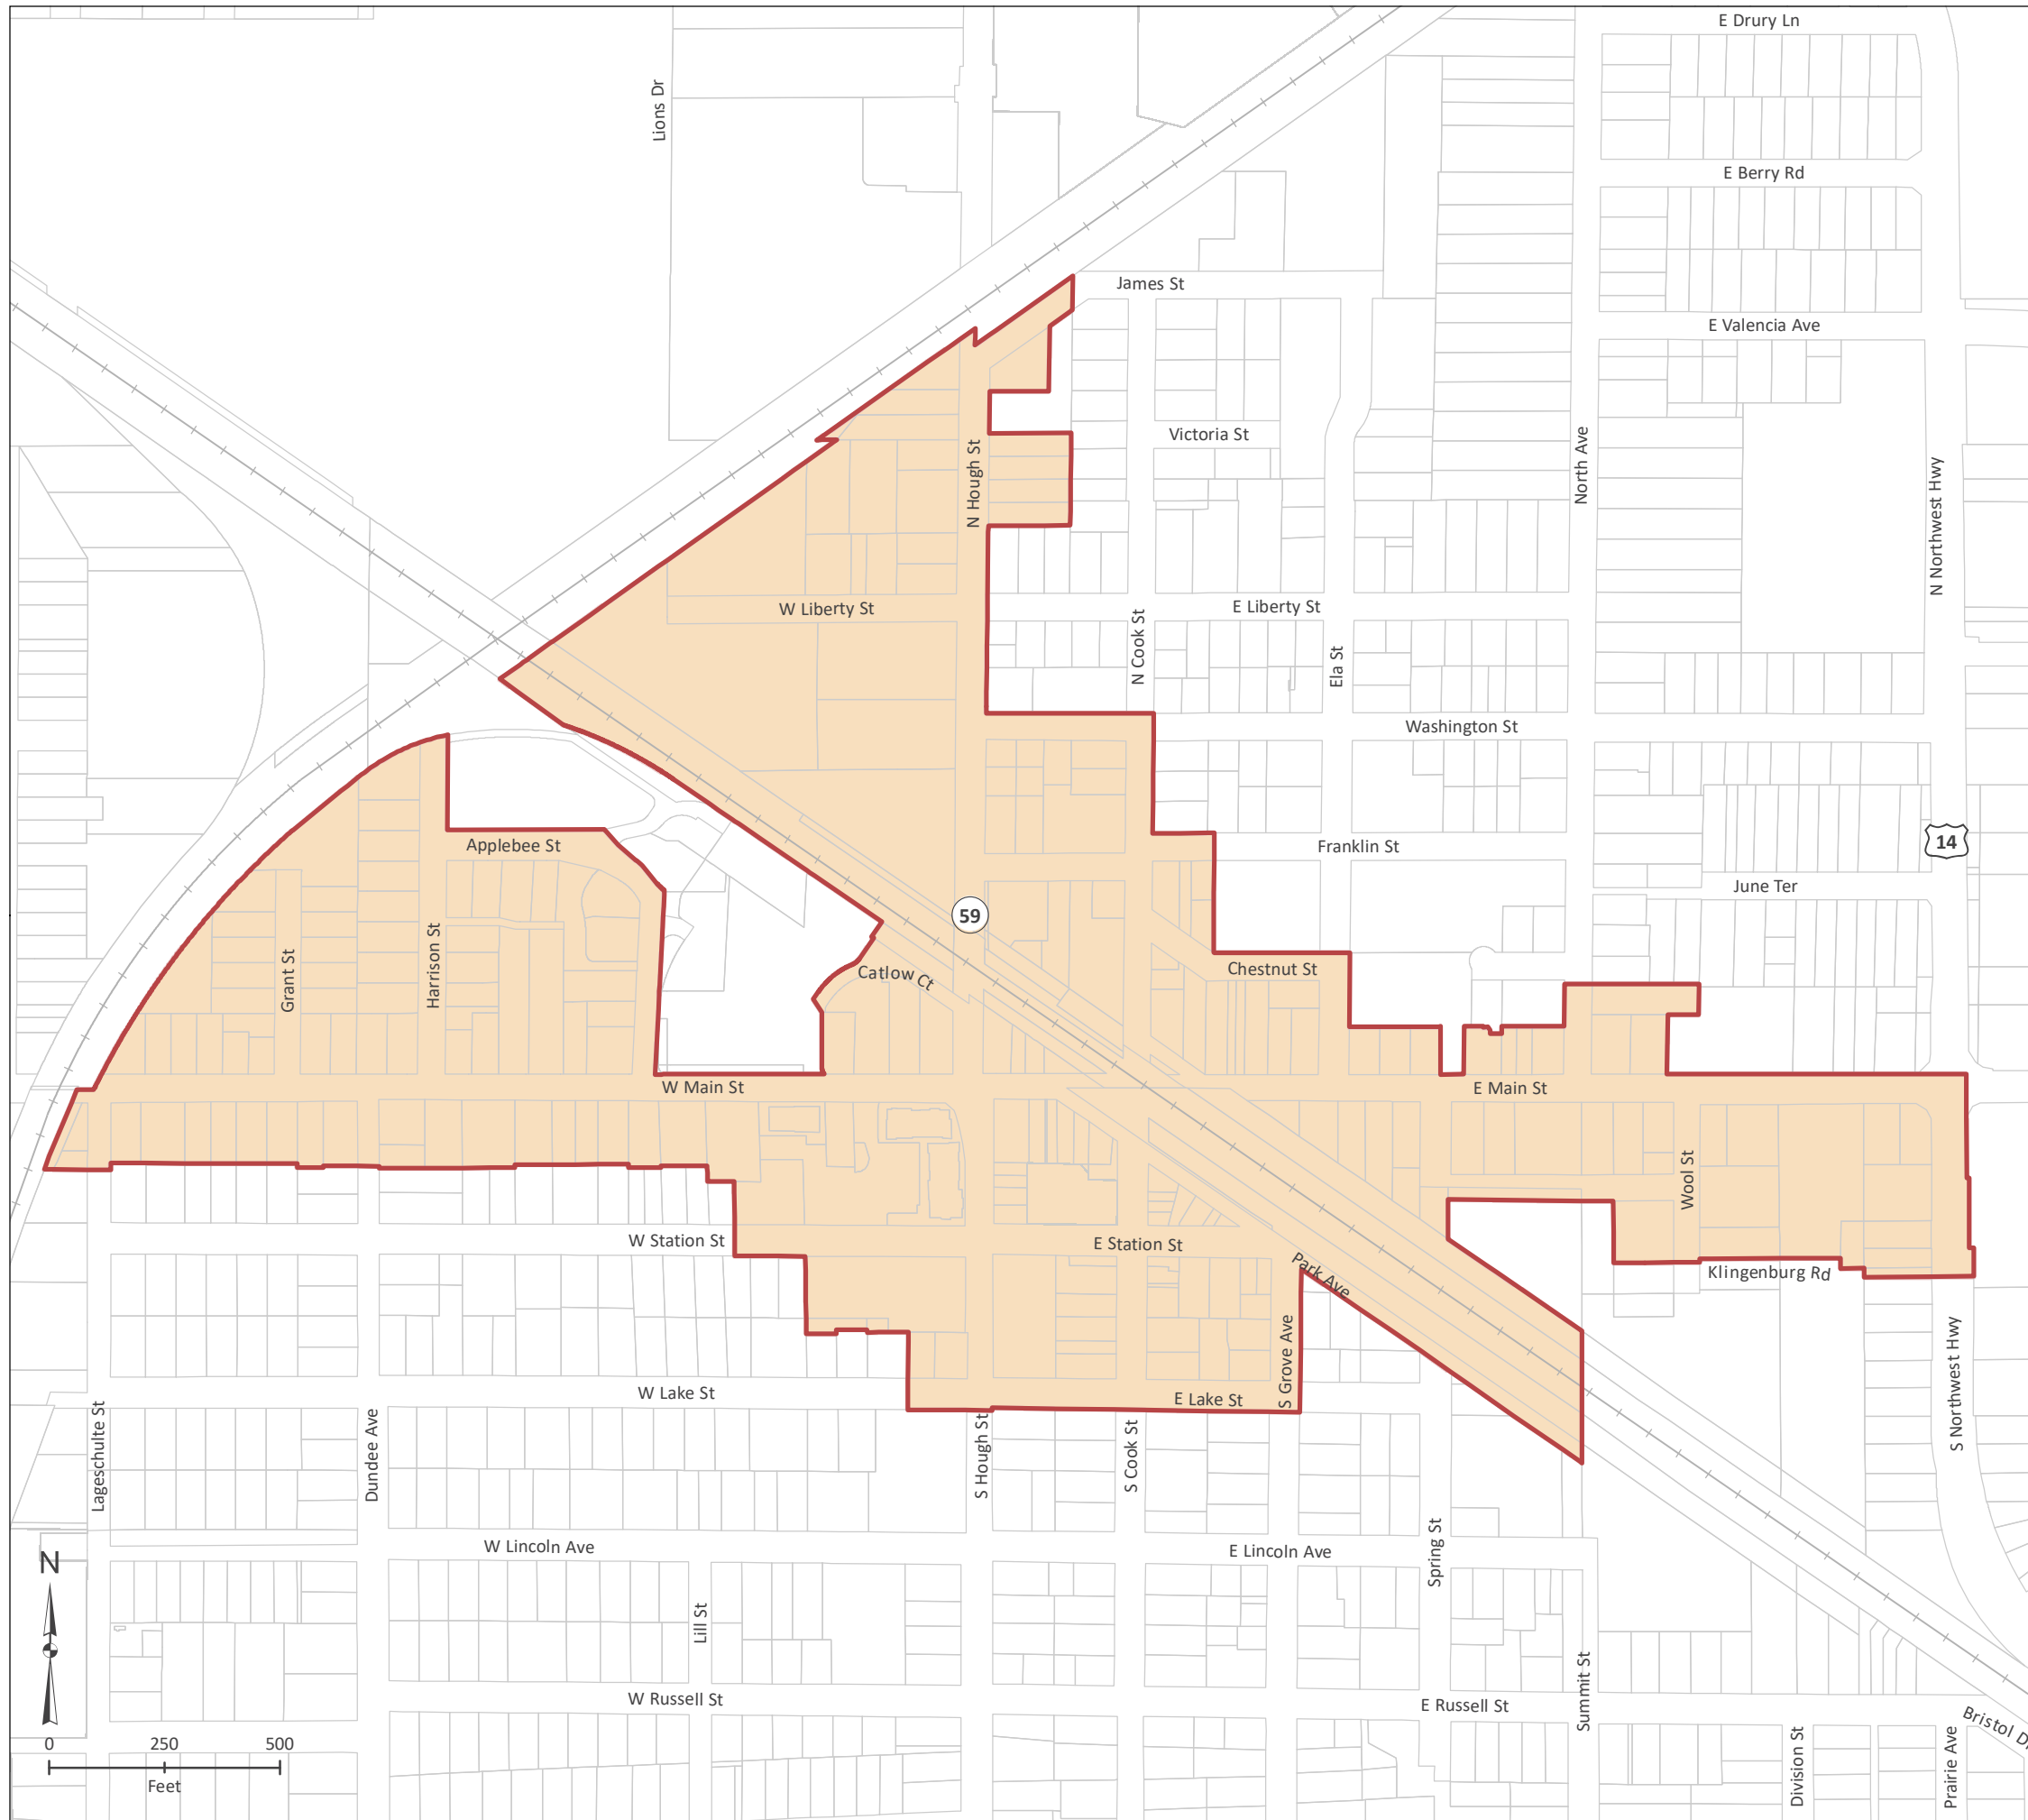 E Drury Ln
Lions Dr
E Berry Rd
James St
E Valencia Ave
Victoria St
North Ave
N Hough St
N Northwest Hwy
W Liberty St
E Liberty St
N Cook St
Ela St
Washington St
Applebee St
Franklin St
14
June Ter
59
Grant St
Harrison St
Catlow Ct
Chestnut St
W Main St
E Main St
Wool St
W Station St
E Station St
Park Ave
Klingenburg Rd
S Grove Ave
S Northwest Hwy
W Lake St
E Lake St
Lageschulte St
Dundee Ave
S Hough St
S Cook St
W Lincoln Ave
E Lincoln Ave
Spring St
N
Lill St
Summit St
W Russell St
E Russell St
Bristol D
Division St
Prairie Ave
0 250 500
Feet